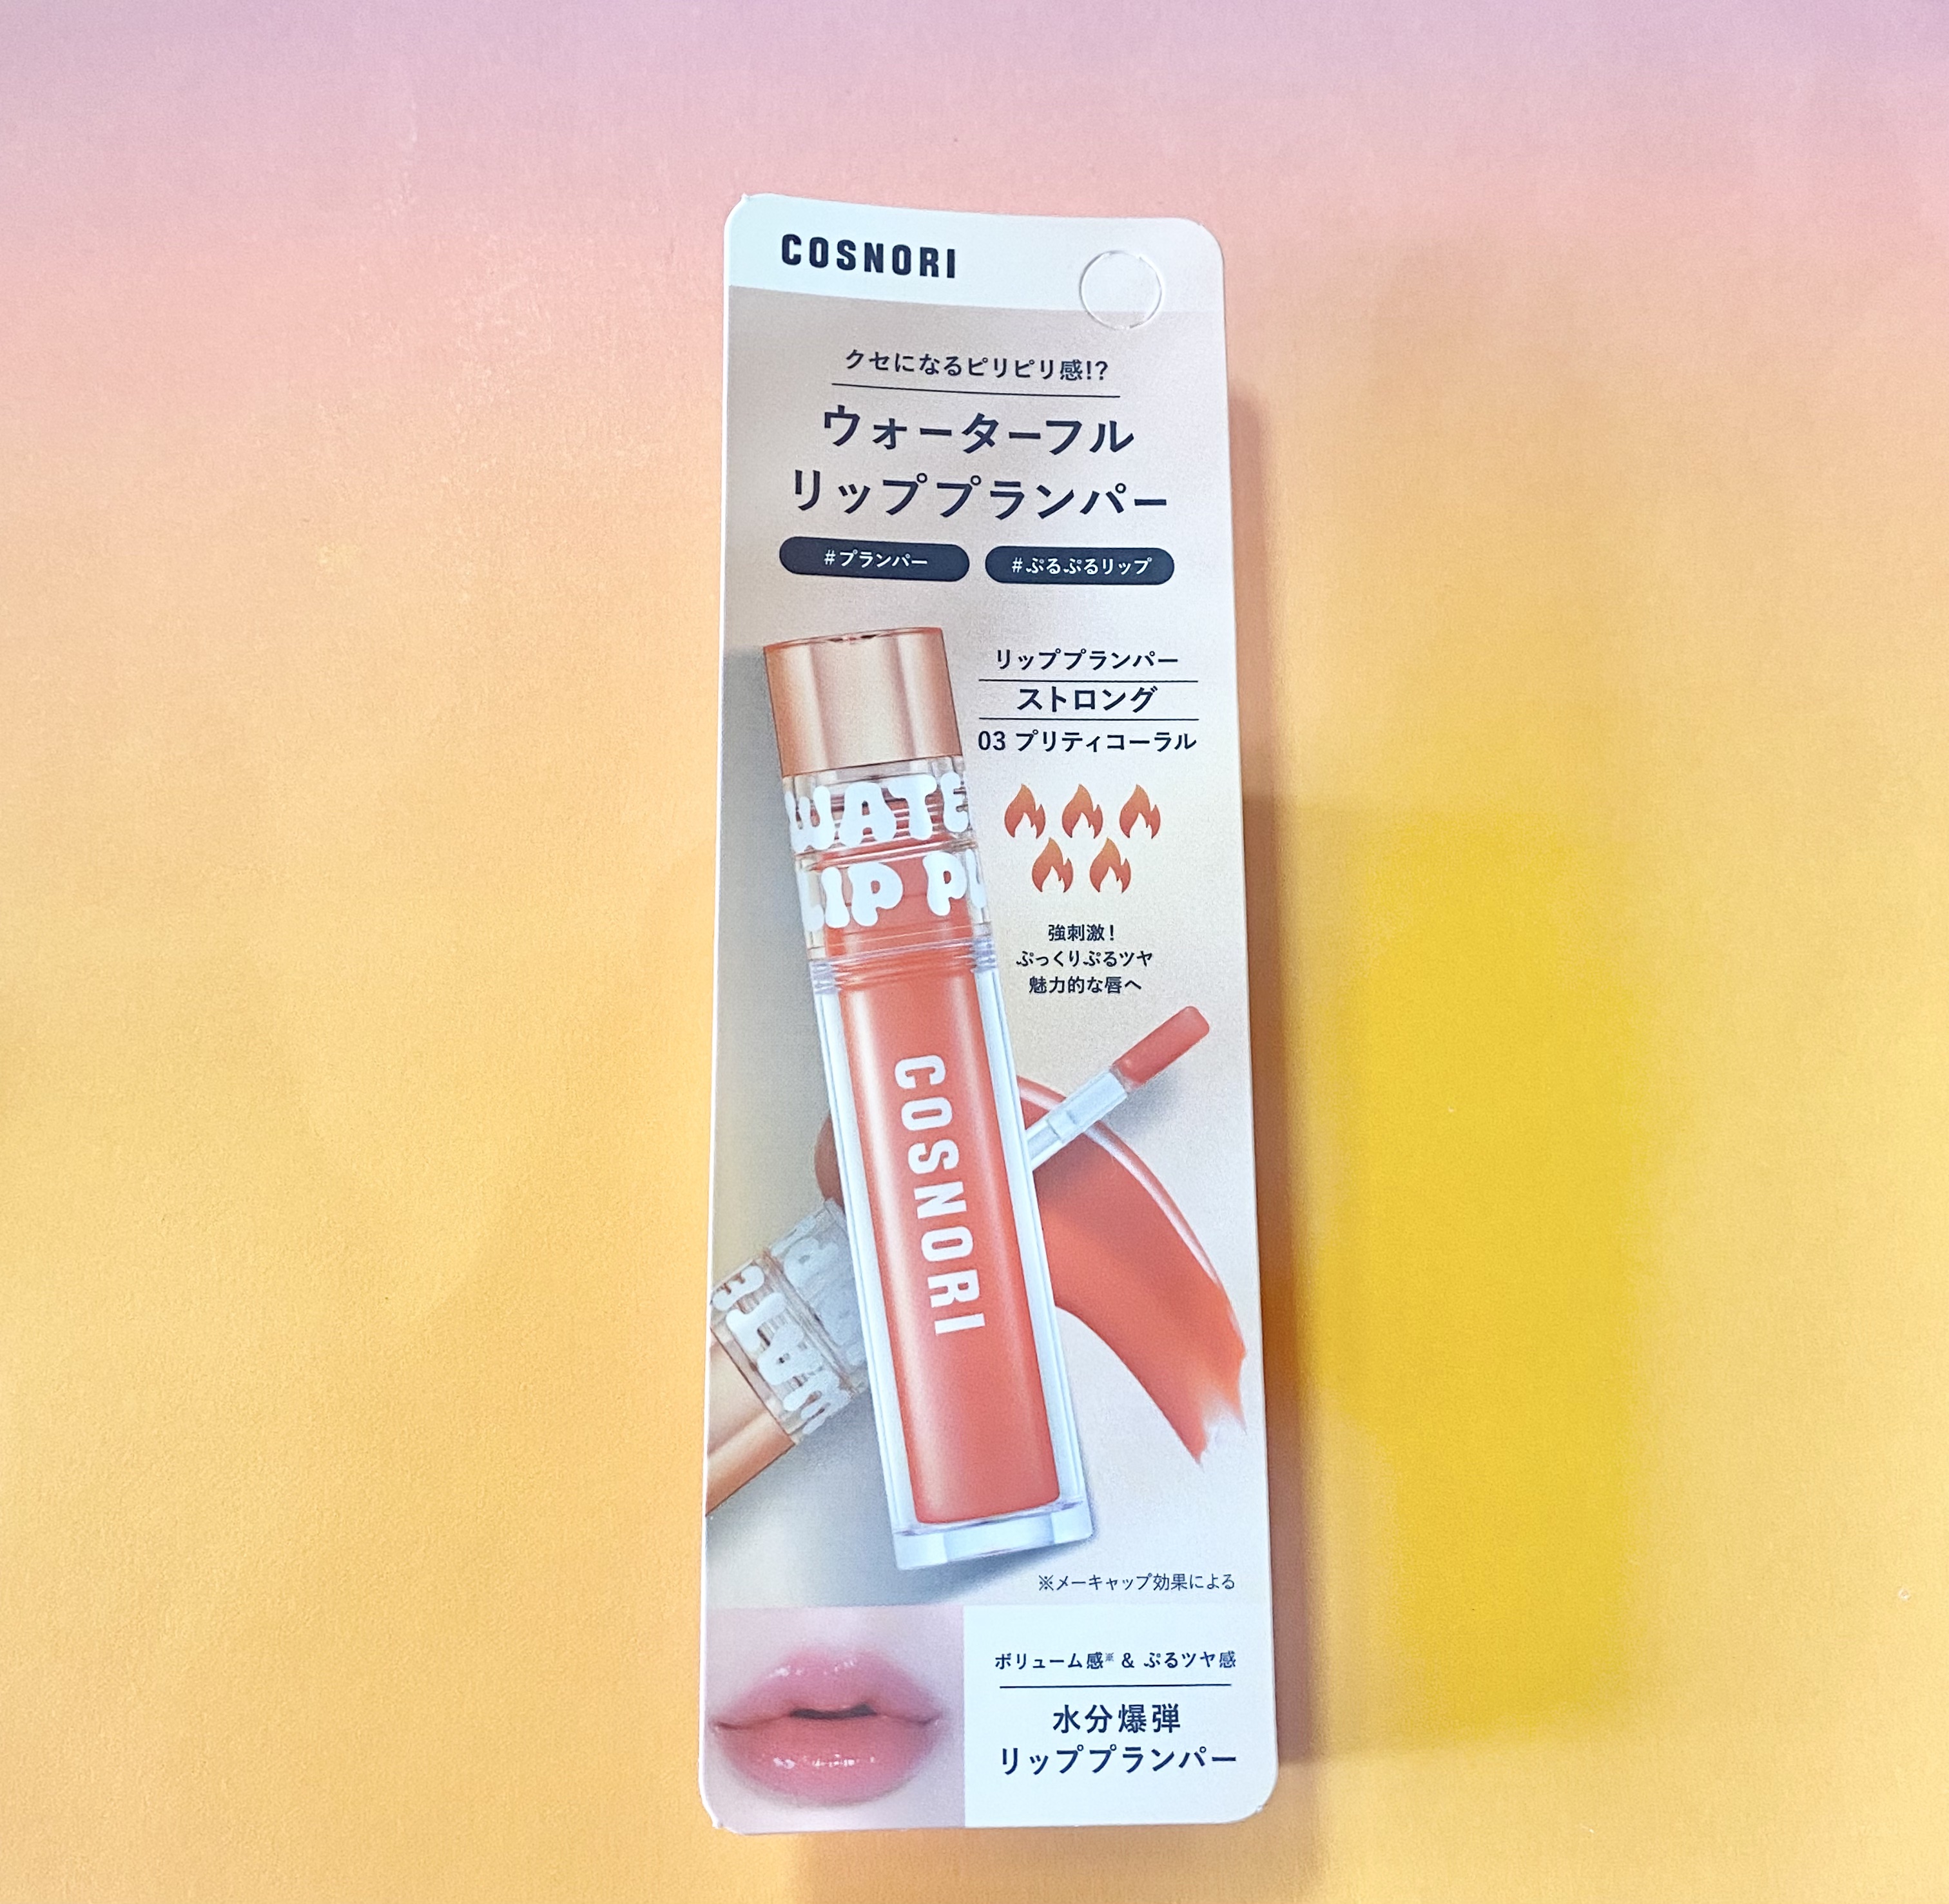 COSNORI
クセになるピリピリ感!?
ウォーターフル
リッププランパー
#プランパー
#ぷるぷるリップ
リッププランパー
ストロング
03 プリティコーラル
WATE
LIP PU
強刺激!
ぷっくりぷるツヤ
魅力的な唇へ
COSNORI
WATE
※メーキャップ効果による
ボリューム感※ & ぷるツヤ感
水分爆弾
リッププランパー